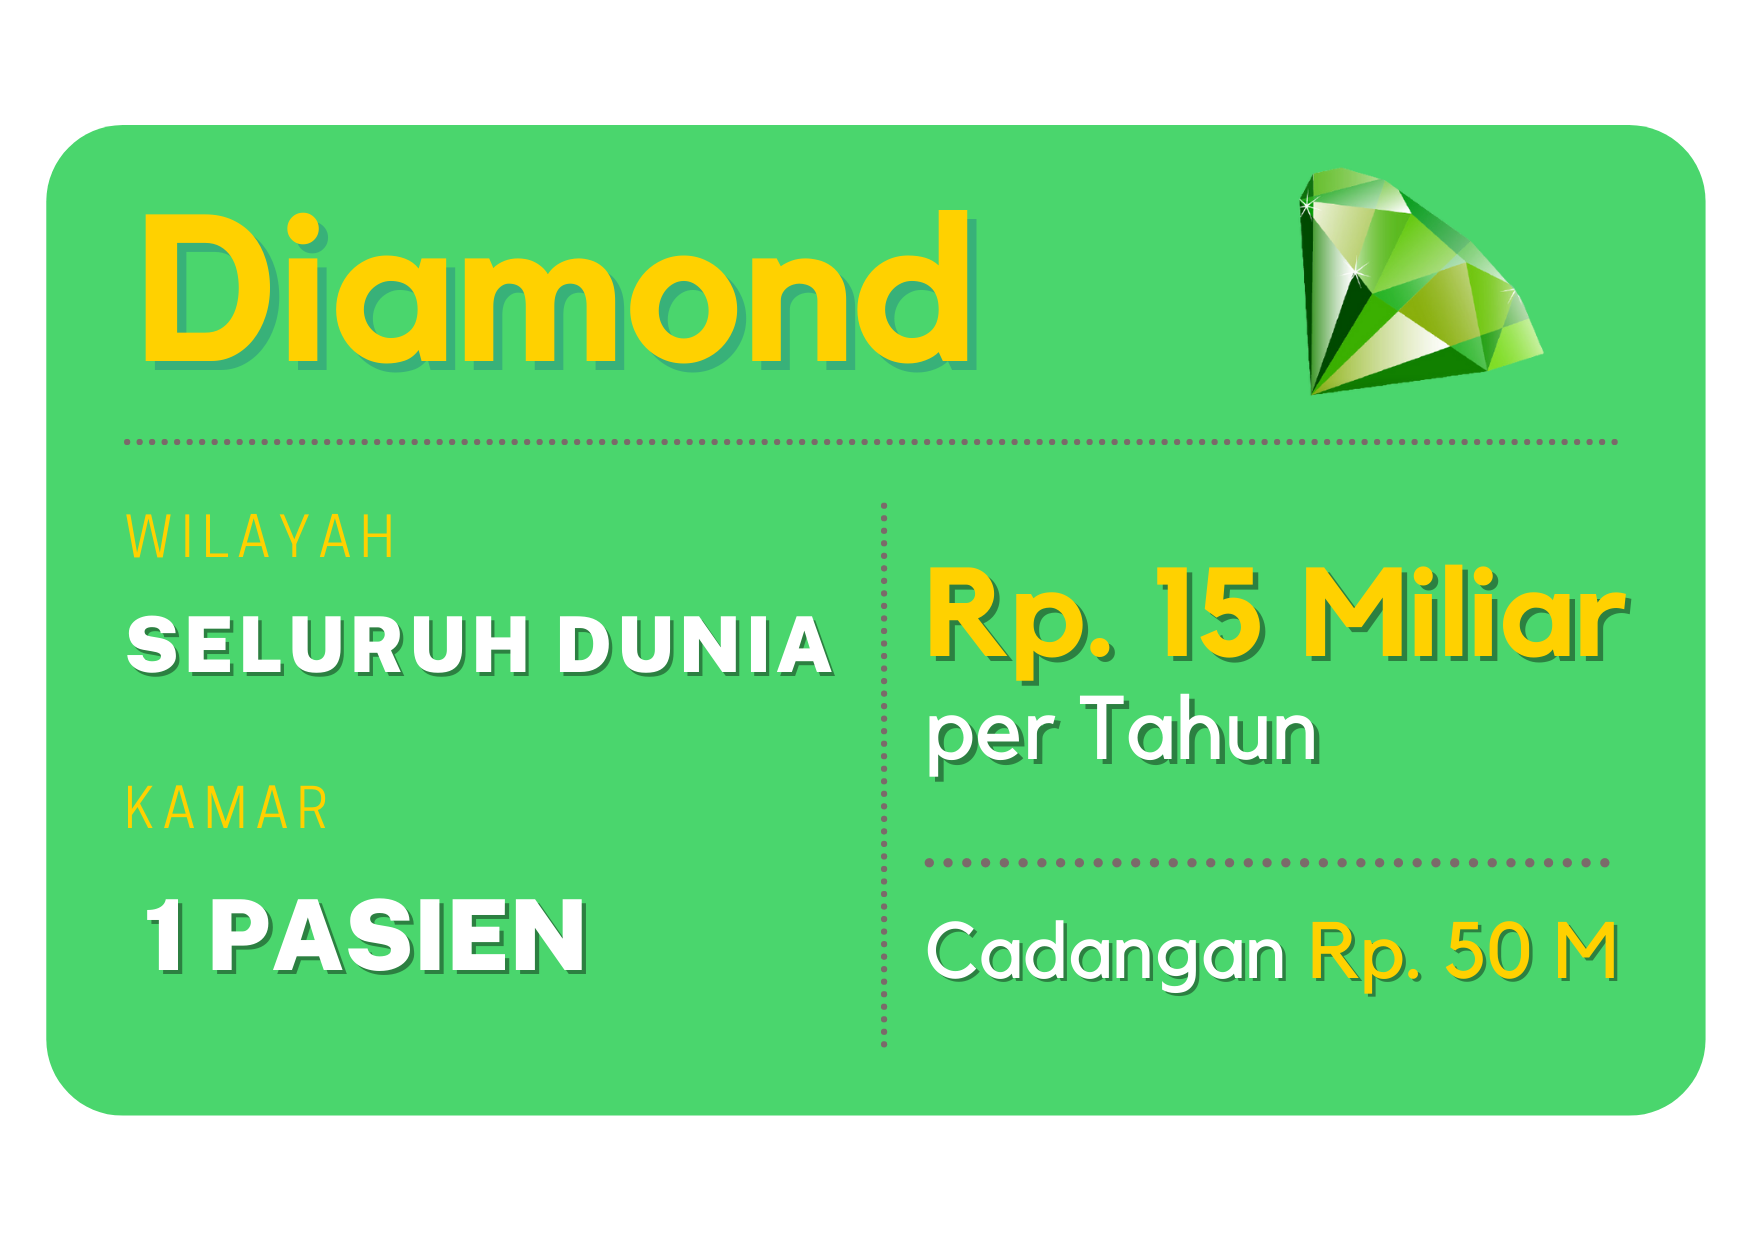 Diamond
WILAYAH
SELURUH DUNIA
KAMAR
1 PASIEN
Rp. 15 Miliar
per Tahun
Cadangan Rp. 50 M